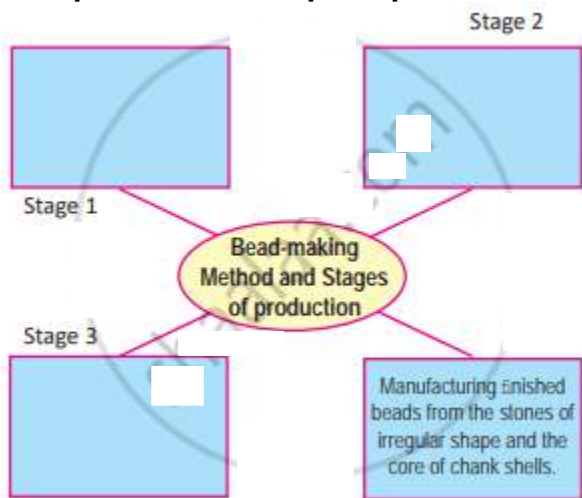 Stage 2
Stage 1
Bead-making
Method and Stages
of production
Stage 3
Manufacturing finished
beads from the stones of
irregular shape and the
core of chank shells.